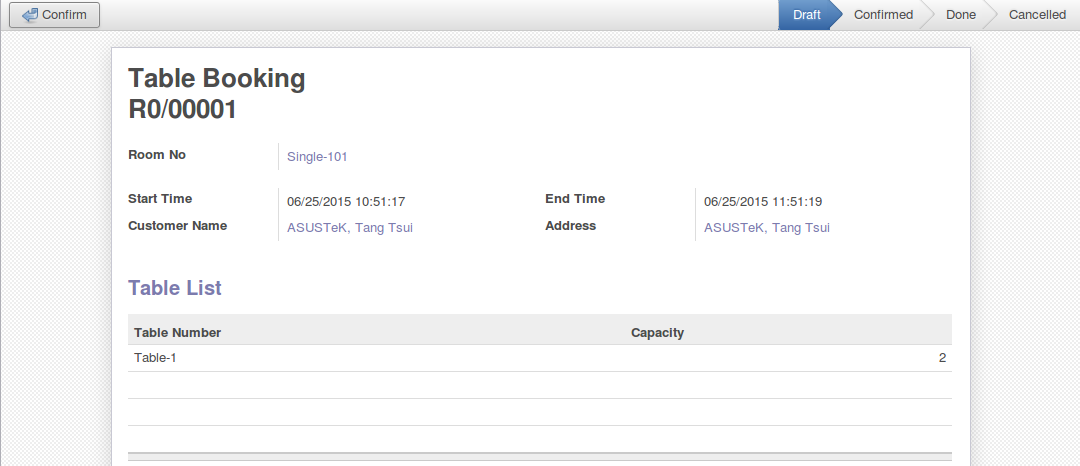 Confirm
Draft Confirmed Done Cancelled
Table Booking
R0/00001
Room No Single-101
Start Time 06/25/2015 10:51:17 End Time 06/25/2015 11:51:19
Customer Name ASUSTeK, Tang Tsui Address ASUSTeK, Tang Tsui
Table List
Table Number Capacity
Table-1 2